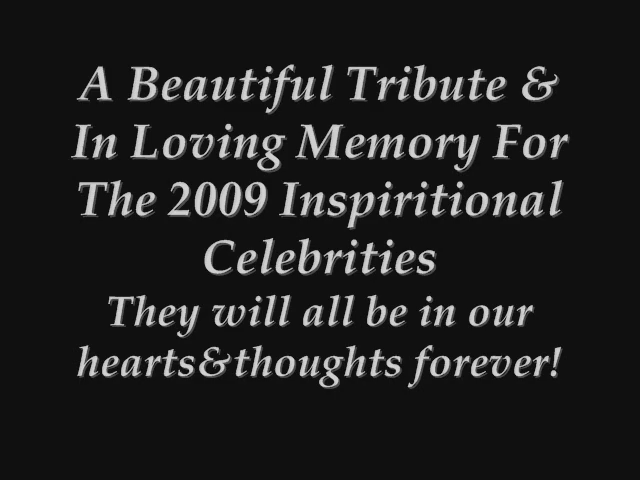 A Beautiful Tribute &
In Loving Memory For
The 2009 Inspiritional
Celebrities
They will all be in our
hearts&thoughts forever!